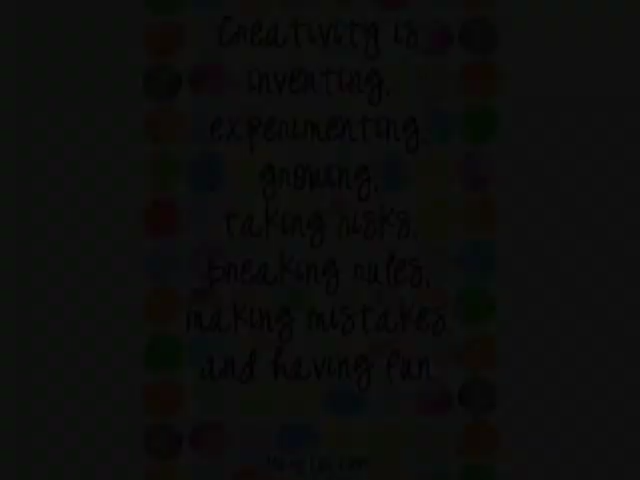 Creativity is
inventing,
experimenting,
growing,
taking risks,
breaking rules,
making mistakes
and having fun